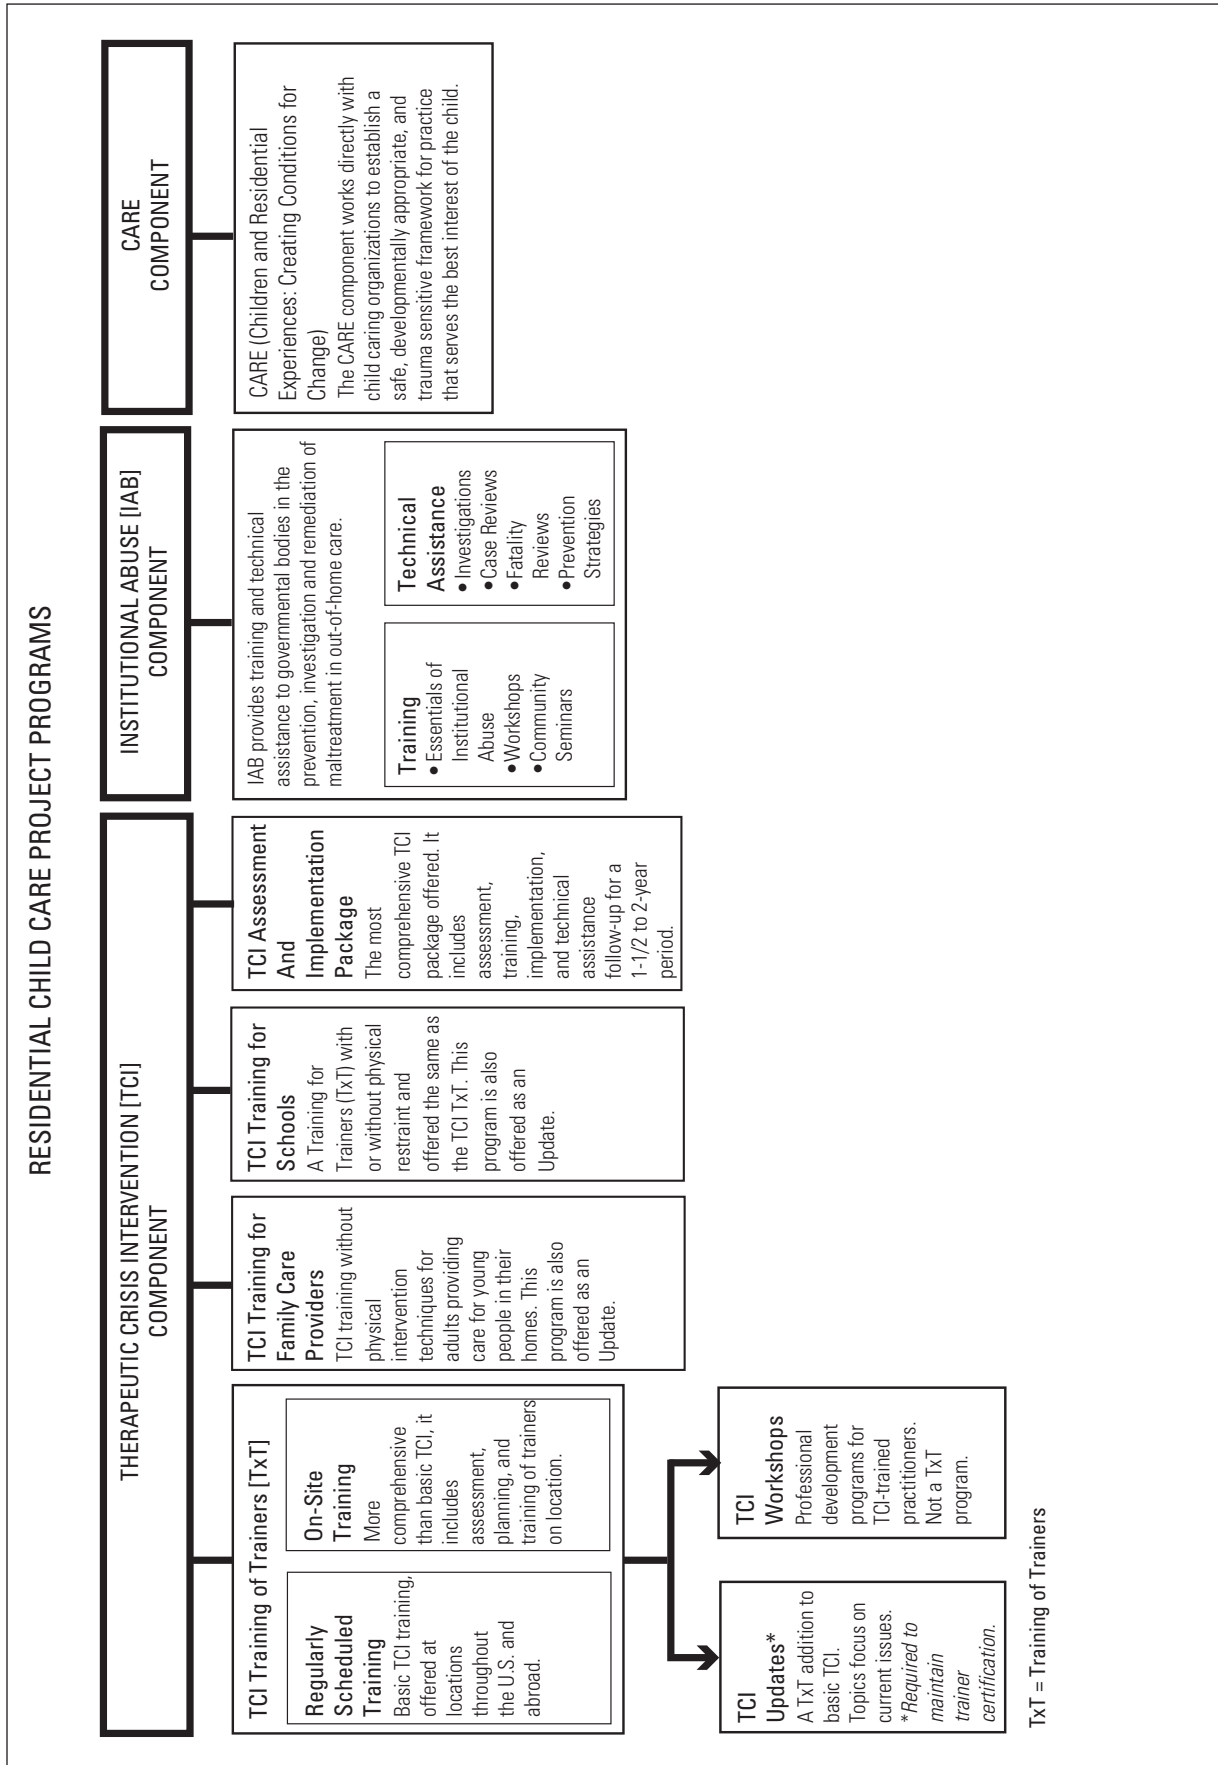 RESIDENTIAL CHILD CARE PROJECT PROGRAMS
THERAPEUTIC CRISIS INTERVENTION [TCI]
COMPONENT
TCI Training of Trainers [TxT]
Regularly
Scheduled
Training
Basic TCI training,
offered at
locations
throughout
the U.S. and
abroad.
On-Site
Training
More
comprehensive
than basic TCI, it
includes
assessment,
planning, and
training of trainers
on location.
TCI
Updates*
A TxT addition to
basic TCI.
Topics focus on
current issues.
*Required to
maintain
trainer
certification.
TCI
Workshops
Professional
development
programs for
TCI-trained
practitioners.
Not a TxT
program.
TCI Training for
Family Care
Providers
TCI training without
physical
intervention
techniques for
adults providing
care for young
people in their
homes. This
program is also
offered as an
Update.
TCI Training for
Schools
A Training for
Trainers (TxT) with
or without physical
restraint and
offered the same as
the TCI TxT. This
program is also
offered as an
Update.
TCI Assessment
And
Implementation
Package
The most
comprehensive TCI
package offered. It
includes
assessment,
training,
implementation,
and technical
assistance
follow-up for a
1-1/2 to 2-year
period.
INSTITUTIONAL ABUSE [IAB]
COMPONENT
IAB provides training and technical
assistance to governmental bodies in the
prevention, investigation and remediation of
maltreatment in out-of-home care.
Training
• Essentials of
Institutional
Abuse
• Workshops
• Community
Seminars
Technical
Assistance
• Investigations
• Case Reviews
• Fatality
Reviews
• Prevention
Strategies
CARE
COMPONENT
CARE (Children and Residential
Experiences: Creating Conditions for
Change)
The CARE component works directly with
child caring organizations to establish a
safe, developmentally appropriate, and
trauma sensitive framework for practice
that serves the best interest of the child.
TxT = Training of Trainers